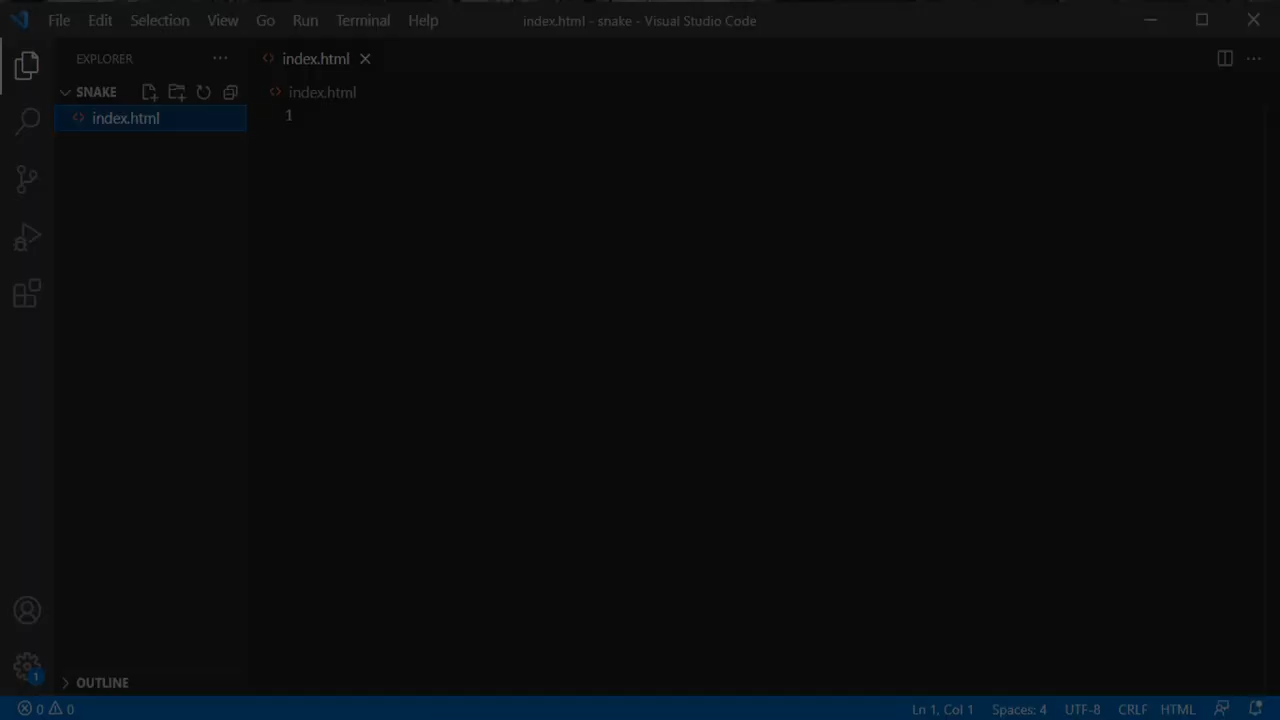 File Edit Selection View Go Run Terminal Help index.html - snake - Visual Studio Code
EXPLORER
index.html
SNAKE
index.html
index.html
1
OUTLINE
1
0 0
Ln 1, Col 1 Spaces: 4 UTF-8 CRLF HTML